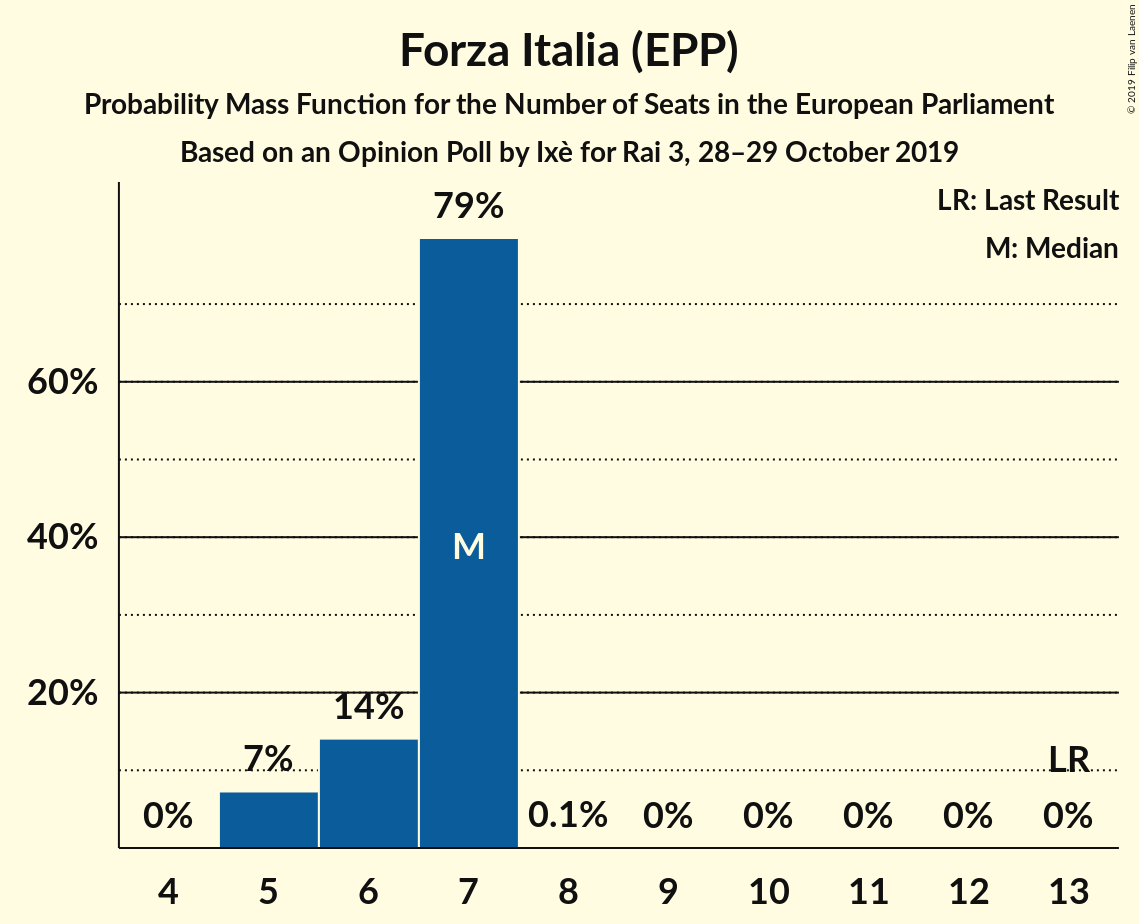 Forza Italia (EPP)
Probability Mass Function for the Number of Seats in the European Parliament
Based on an Opinion Poll by Ixè for Rai 3, 28–29 October 2019
© 2019 Filip van Laenen
LR: Last Result
M: Median
79%
60%
40%
20%
M
14%
7%
LR
0%
0.1%
0%
0%
0%
0%
0%
4 5 6 7 8 9 10 11 12 13